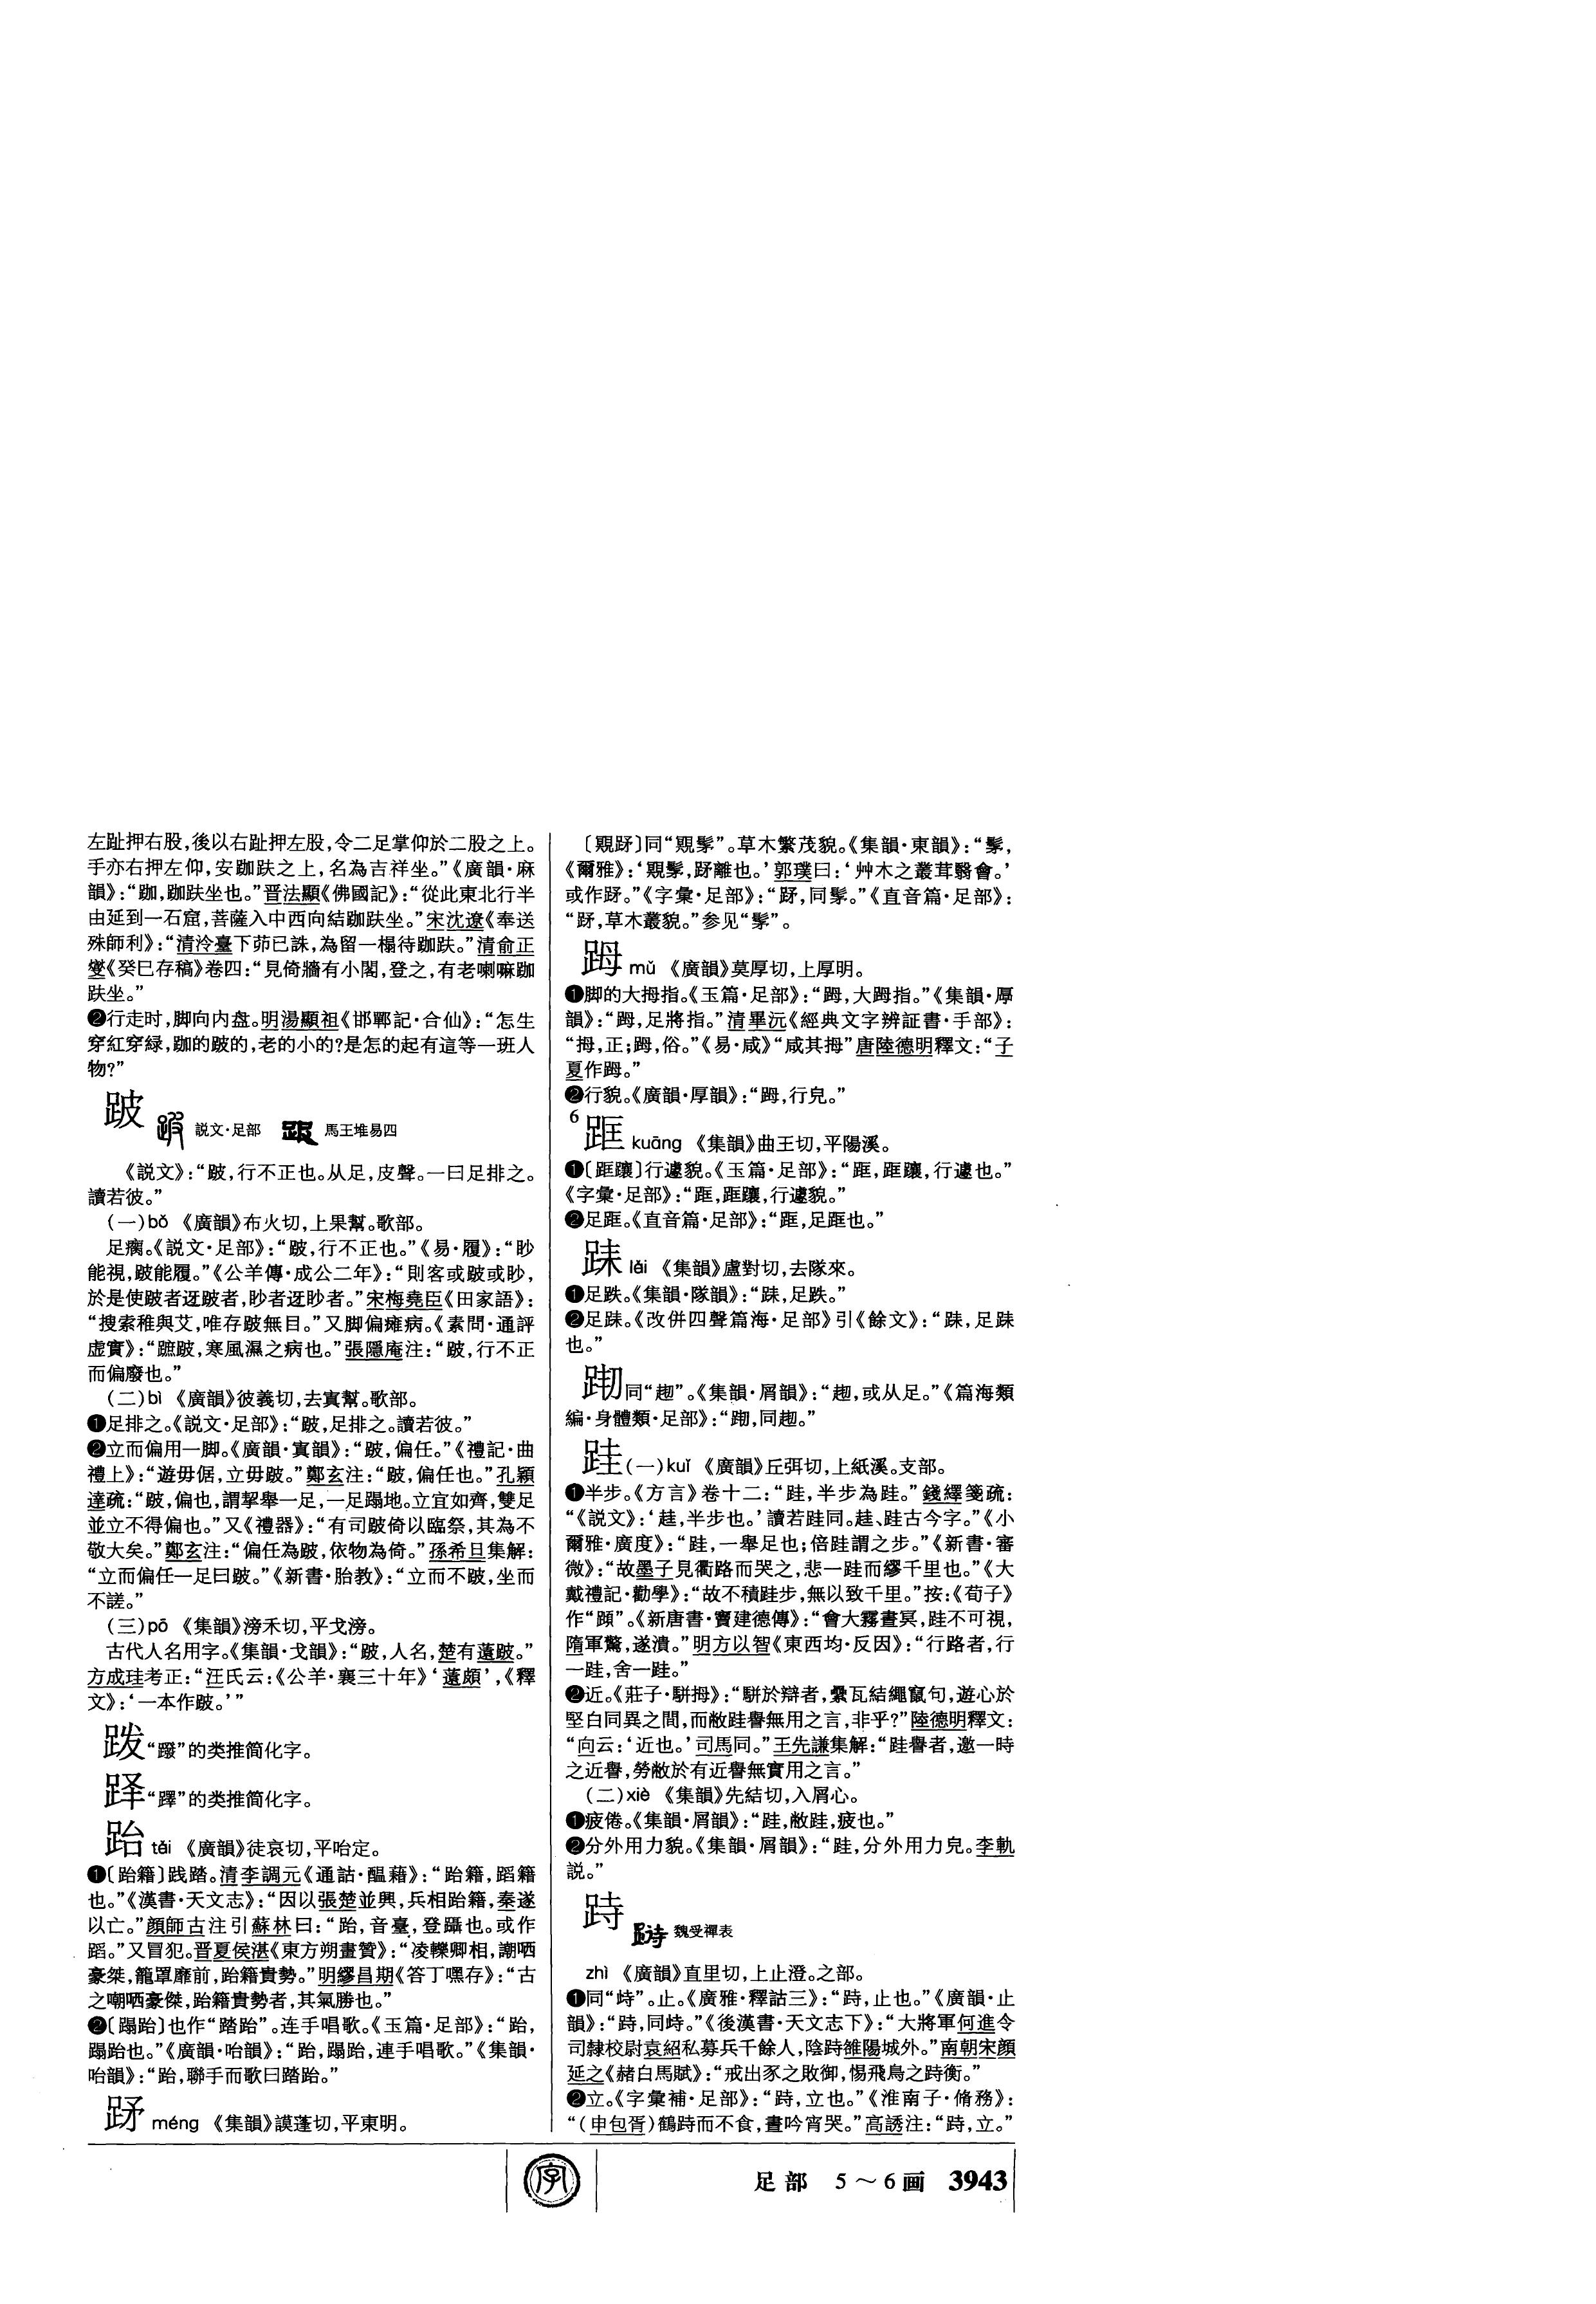 左趾押右股，後以右趾押左股，令二足掌仰於二股之上。
手亦右押左仰，安跏趺之上，名為吉祥坐。”《廣韻·麻
韻》：“跏，跏趺坐也。”晋法顯《佛國記》：“從此東北行半
由延到一石窟，菩薩入中西向結跏趺坐。”宋沈遼《奉送
殊師利》：“清泠臺下茆已誅，為留一榻待跏趺。”清俞正
燮《癸巳存稿》卷四：“見倚牆有小閣，登之，有老喇嘛跏
趺坐。”
❷行走时，脚向内盘。明湯顯祖《邯鄲記·合仙》：“怎生
穿紅穿緑，跏的跛的，老的小的？是怎的起有這等一班人
物？”
跛 説文·足部 馬王堆易四
《説文》：“跛，行不正也。从足，皮聲。一曰足排之。
讀若彼。”
（一）bǒ 《廣韻》布火切，上果幫。歌部。
足瘸。《説文·足部》：“跛，行不正也。”《易·履》：“眇
能視，跛能履。”《公羊傳·成公二年》：“則客或跛或眇，
於是使跛者迓跛者，眇者迓眇者。”宋梅堯臣《田家語》：
“搜索稚與艾，唯存跛無目。”又脚偏瘫病。《素問·通評
虚實》：“蹠跛，寒風濕之病也。”張隱庵注：“跛，行不正
而偏廢也。”
（二）bì 《廣韻》彼義切，去寘幫。歌部。
❶足排之。《説文·足部》：“跛，足排之。讀若彼。”
❷立而偏用一脚。《廣韻·寘韻》：“跛，偏任。”《禮記·曲
禮上》：“遊毋倨，立毋跛。”鄭玄注：“跛，偏任也。”孔穎
達疏：“跛，偏也，謂挈舉一足，一足蹋地。立宜如齊，雙足
並立不得偏也。”又《禮器》：“有司跛倚以臨祭，其為不
敬大矣。”鄭玄注：“偏任為跛，依物為倚。”孫希旦集解：
“立而偏任一足曰跛。”《新書·胎教》：“立而不跛，坐而
不諈。”
（三）pō 《集韻》滂禾切，平戈滂。
古代人名用字。《集韻·戈韻》：“跛，人名，楚有薳跛。”
方成珪考正：“汪氏云：《公羊·襄三十年》‘薳頗’，《釋
文》：‘一本作跛。’”
䟦“蹳”的类推简化字。
𨁂“躍”的类推简化字。
跆 tái 《廣韻》徒哀切，平咍定。
❶〔跆籍〕践踏。清李調元《通詁·醖藉》：“跆籍，蹈籍
也。”《漢書·天文志》：“因以張楚並興，兵相跆籍，秦遂
以亡。”顔師古注引蘇林曰：“跆，音臺，登躡也。或作
蹈。”又冒犯。晋夏侯湛《東方朔畫贊》：“凌轢卿相，謿哂
豪桀，籠罩靡前，跆籍貴勢。”明繆昌期《答丁嘿存》：“古
之嘲哂豪傑，跆籍貴勢者，其氣勝也。”
❷〔蹋跆〕也作“踏跆”。连手唱歌。《玉篇·足部》：“跆，
蹋跆也。”《廣韻·咍韻》：“跆，蹋跆，連手唱歌。”《集韻·
咍韻》：“跆，聯手而歌曰踏跆。”
䟥 méng 《集韻》謨蓬切，平東明。
〔覭䟥〕同“覭髳”。草木繁茂貌。《集韻·東韻》：“髳，
《爾雅》：‘覭髳，茀離也。’郭璞曰：‘艸木之叢茸翳薈。’
或作䟥。”《字彙·足部》：“䟥，同髳。”《直音篇·足部》：
“䟥，草木叢貌。”参见“髳”。
踇 mǔ 《廣韻》莫厚切，上厚明。
❶脚的大拇指。《玉篇·足部》：“踇，大踇指。”《集韻·厚
韻》：“踇，足將指。”清畢沅《經典文字辨証書·手部》：
“拇，正；踇，俗。”《易·咸》“咸其拇”唐陸德明釋文：“子
夏作踇。”
❷行貌。《廣韻·厚韻》：“踇，行皃。”
6
䟴 kuāng 《集韻》曲王切，平陽溪。
❶〔䟴躟〕行遽貌。《玉篇·足部》：“䟴，䟴躟，行遽也。”
《字彙·足部》：“䟴，䟴躟，行遽貌。”
❷足䟴。《直音篇·足部》：“䟴，足䟴也。”
跊 lěi 《集韻》盧對切，去隊來。
❶足跌。《集韻·隊韻》：“跊，足跌。”
❷足跊。《改併四聲篇海·足部》引《餘文》：“跊，足跊
也。”
同“趔”。《集韻·屑韻》：
編·身體類·足部》：
跬（一）kuǐ 《廣韻》丘弭切，上紙溪。支部。
❶半步。《方言》卷十二：“跬，半步為跬。”錢繹箋疏：
“《説文》：‘䞨，半步也。’讀若跬同。䞨、跬古今字。”《小
爾雅·廣度》：“跬，一舉足也；倍跬謂之步。”《新書·審
微》：“故墨子見衢路而哭之，悲一跬而繆千里也。”《大
戴禮記·勸學》：“故不積跬步，無以致千里。”按：《荀子》
作“蹞”。《新唐書·竇建德傳》：“會大霧晝冥，跬不可視，
隋軍驚，遂潰。”明方以智《東西均·反因》：“行路者，行
一跬，舍一跬。”
❷近。《莊子·駢拇》：“駢於辯者，纍瓦結繩竄句，遊心於
堅白同異之間，而敝跬譽無用之言，非乎？”陸德明釋文：
“向云：‘近也。’司馬同。”王先謙集解：“跬譽者，邀一時
之近譽，勞敝於有近譽無實用之言。”
（二）xiè 《集韻》先結切，入屑心。
❶疲倦。《集韻·屑韻》：“跬，敝跬，疲也。”
❷分外用力貌。《集韻·屑韻》：“跬，分外用力皃。李軌
説。”
跱 魏受禪表
zhì 《廣韻》直里切，上止澄。之部。
❶同“峙”。止。《廣雅·釋詁三》：“跱，止也。”《廣韻·止
韻》：“跱，同峙。”《後漢書·天文志下》：“大將軍何進令
司隸校尉袁紹私募兵千餘人，陰跱雒陽城外。”南朝宋顔
延之《赭白馬賦》：“戒出豕之敗御，惕飛鳥之跱衡。”
❷立。《字彙補·足部》：“跱，立也。”《淮南子·脩務》：
“（申包胥）鶴跱而不食，晝吟宵哭。”高誘注：“跱，立。”
字
足部 5～6画 3943